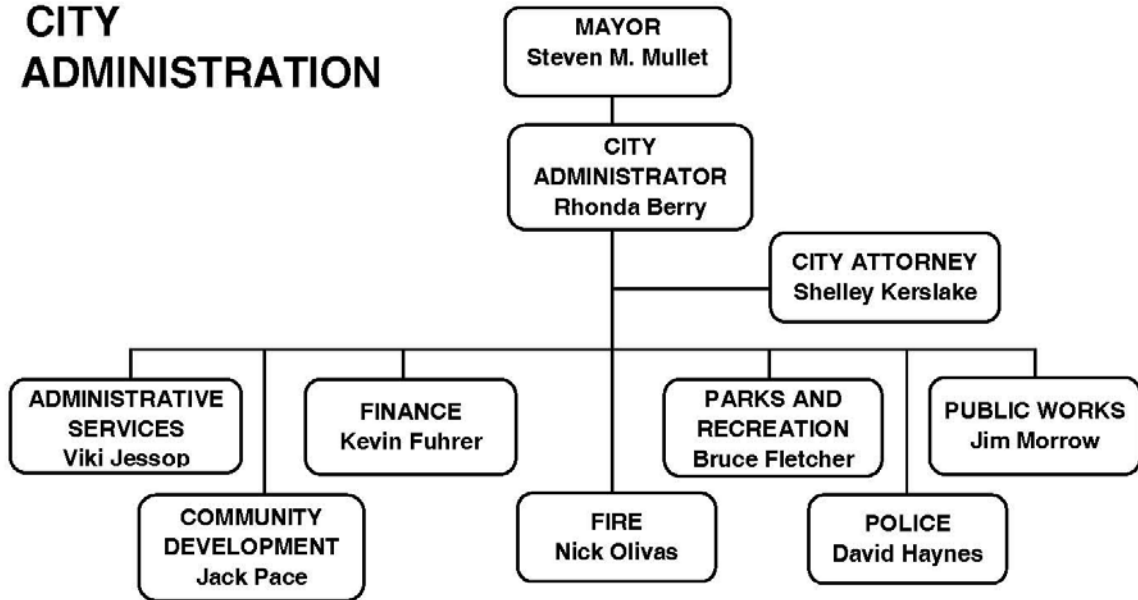 CITY
ADMINISTRATION
MAYOR
Steven M. Mullet
CITY
ADMINISTRATOR
Rhonda Berry
CITY ATTORNEY
Shelley Kerslake
ADMINISTRATIVE
SERVICES
Viki Jessop
FINANCE
Kevin Fuhrer
PARKS AND
RECREATION
Bruce Fletcher
PUBLIC WORKS
Jim Morrow
COMMUNITY
DEVELOPMENT
Jack Pace
FIRE
Nick Olivas
POLICE
David Haynes